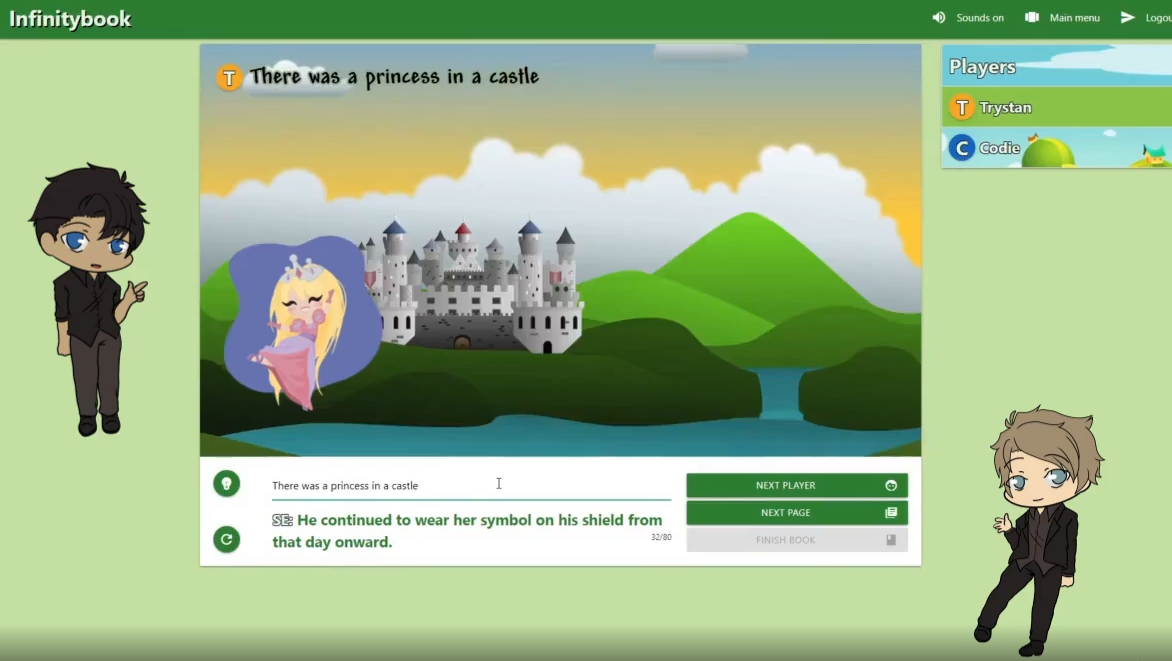 Infinitybook
Sounds on
Main menu
T There was a princess in a castle
Players
T Trystan
C Codie
There was a princess in a castle
SE: He continued to wear her symbol on his shield from
that day onward.
32/80
NEXT PLAYER
NEXT PAGE
FINISH BOOK